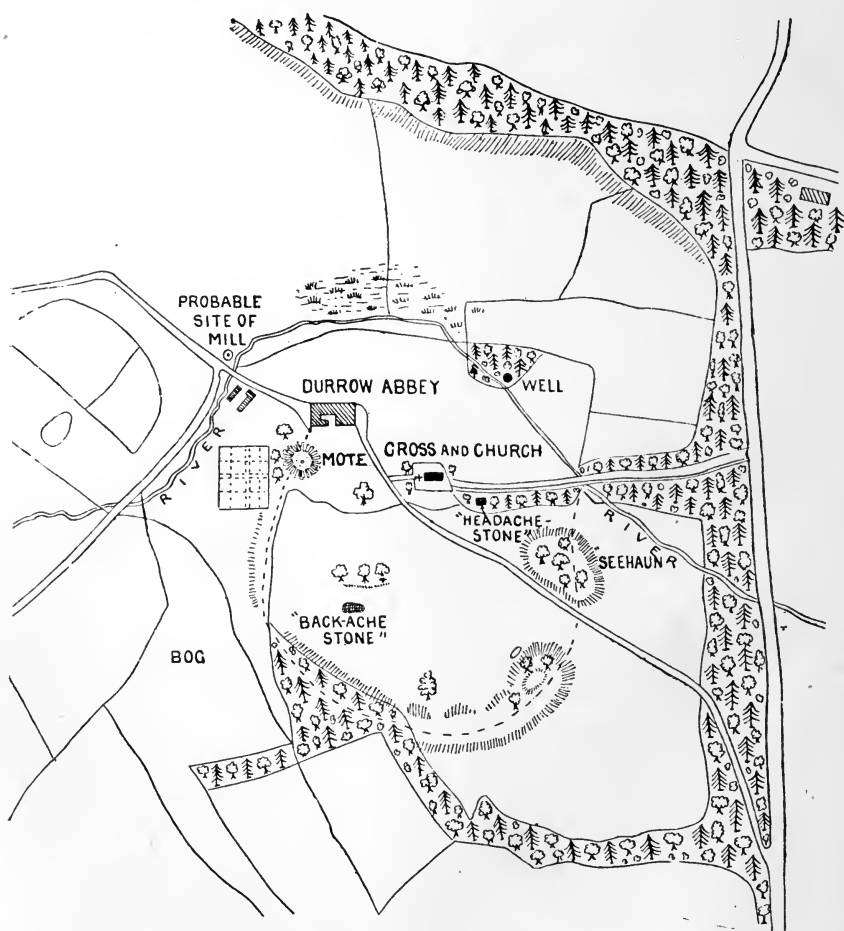 PROBABLE
SITE OF
MILL
DURROW ABBEY
WELL
RIVER
MOTE
CROSS AND CHURCH
"HEADACHE-
STONE"
RIVER
"SEEHAUN"
"BACK-ACHE
STONE"
BOG